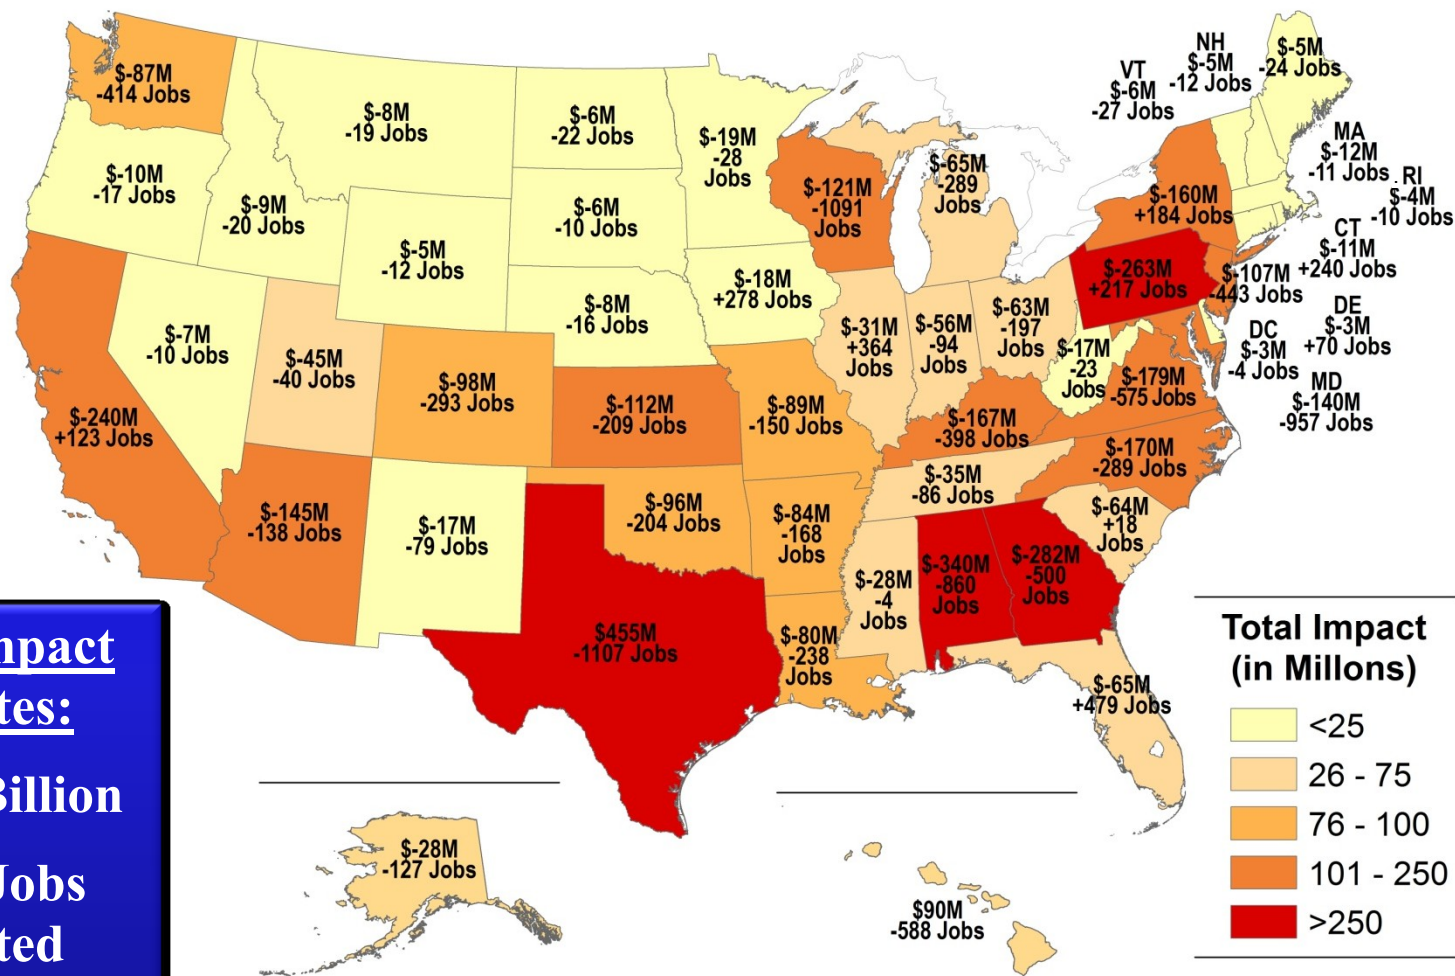 $-87M
-414 Jobs
$-8M
-19 Jobs
$-6M
-22 Jobs
$-19M
-28
Jobs
$-10M
-17 Jobs
$-9M
-20 Jobs
$-5M
-12 Jobs
$-6M
-10 Jobs
$-121M
-1091
Jobs
$-65M
-289
Jobs
VT
$-6M
-27 Jobs
NH
$-5M
-12 Jobs
$-5M
-24 Jobs
MA
$-12M
-11 Jobs
RI
$-4M
-10 Jobs
CT
$-11M
+240 Jobs
$-160M
+184 Jobs
$-263M
+217 Jobs
$-107M
-443 Jobs
DE
$-3M
+70 Jobs
DC
$-3M
-4 Jobs
MD
$-140M
-957 Jobs
$-7M
-10 Jobs
$-45M
-40 Jobs
$-98M
-293 Jobs
$-8M
-16 Jobs
$-18M
+278 Jobs
$-31M
+364
Jobs
$-56M
-94
Jobs
$-63M
-197
Jobs
$-17M
-23
Jobs
$-179M
-575 Jobs
$-240M
+123 Jobs
$-112M
-209 Jobs
$-89M
-150 Jobs
$-167M
-398 Jobs
$-170M
-289 Jobs
$-145M
-138 Jobs
$-17M
-79 Jobs
$-96M
-204 Jobs
$-84M
-168
Jobs
$-35M
-86 Jobs
$-64M
+18
Jobs
$455M
-1107 Jobs
$-80M
-238
Jobs
$-28M
-4
Jobs
$-340M
-860
Jobs
$-282M
-500
Jobs
$-65M
+479 Jobs
$-28M
-127 Jobs
$90M
-588 Jobs
Total Impact
(in Millons)
<25
26 - 75
76 - 100
101 - 250
>250
mpact
tes:
Billion
Jobs
ted